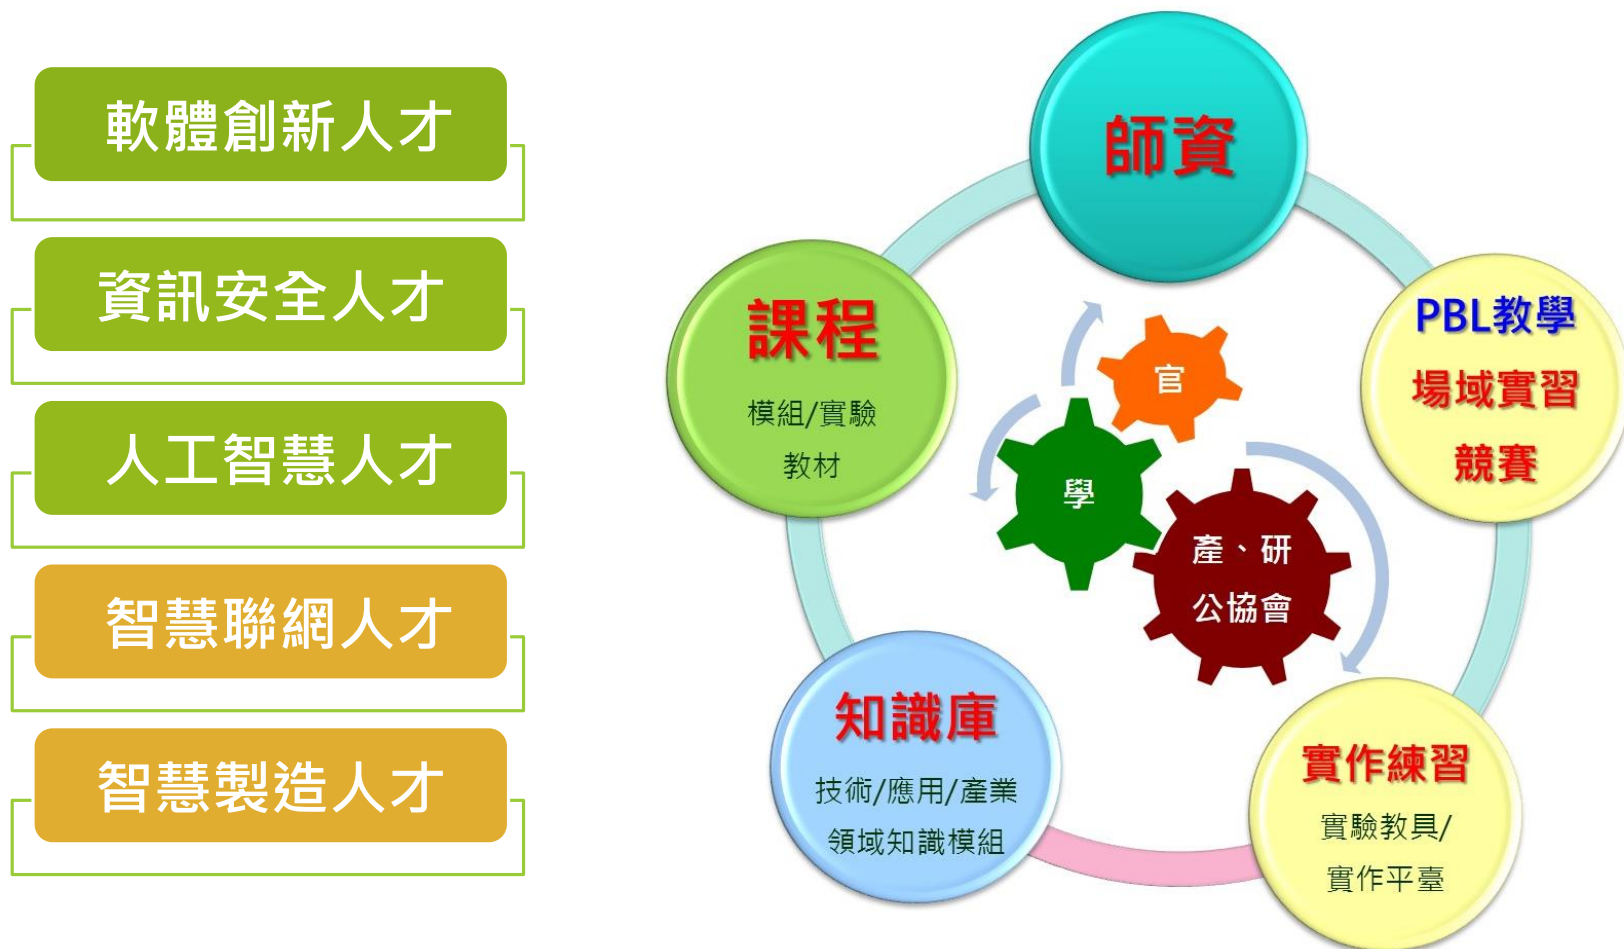 軟體創新人才
資訊安全人才
人工智慧人才
智慧聯網人才
智慧製造人才
師資
課程
模組/實驗
教材
PBL教學
場域實習
競賽
官
學
產、研
公協會
知識庫
技術/應用/產業
領域知識模組
實作練習
實驗教具/
實作平臺